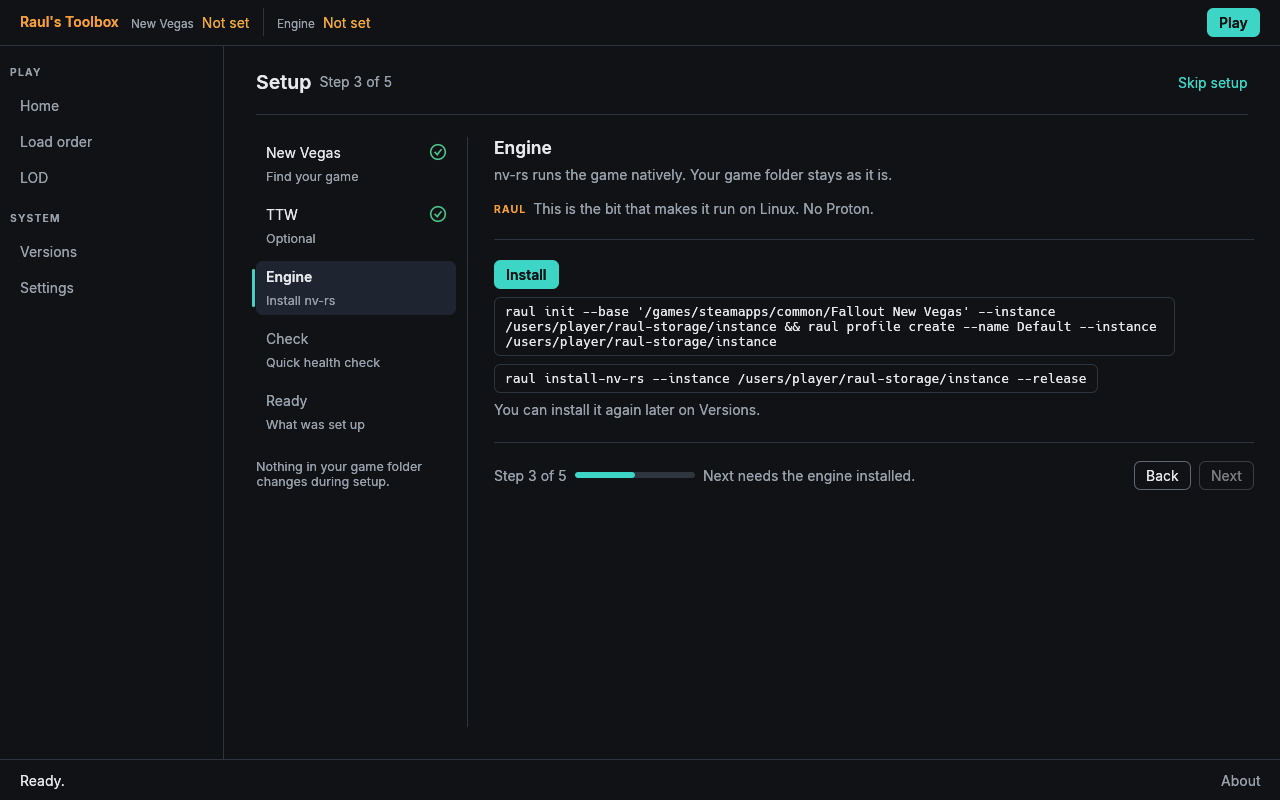 Raul's Toolbox New Vegas Not set Engine Not set Play
PLAY
Home
Load order
LOD
SYSTEM
Versions
Settings
Setup Step 3 of 5 Skip setup
New Vegas
Find your game
TTW
Optional
Engine
Install nv-rs
Check
Quick health check
Ready
What was set up
Nothing in your game folder
changes during setup.
Engine
nv-rs runs the game natively. Your game folder stays as it is.
RAUL This is the bit that makes it run on Linux. No Proton.
Install
raul init --base '/games/steamapps/common/Fallout New Vegas' --instance
/users/player/raul-storage/instance && raul profile create --name Default --instance
/users/player/raul-storage/instance
raul install-nv-rs --instance /users/player/raul-storage/instance --release
You can install it again later on Versions.
Step 3 of 5 Next needs the engine installed. Back Next
Ready. About